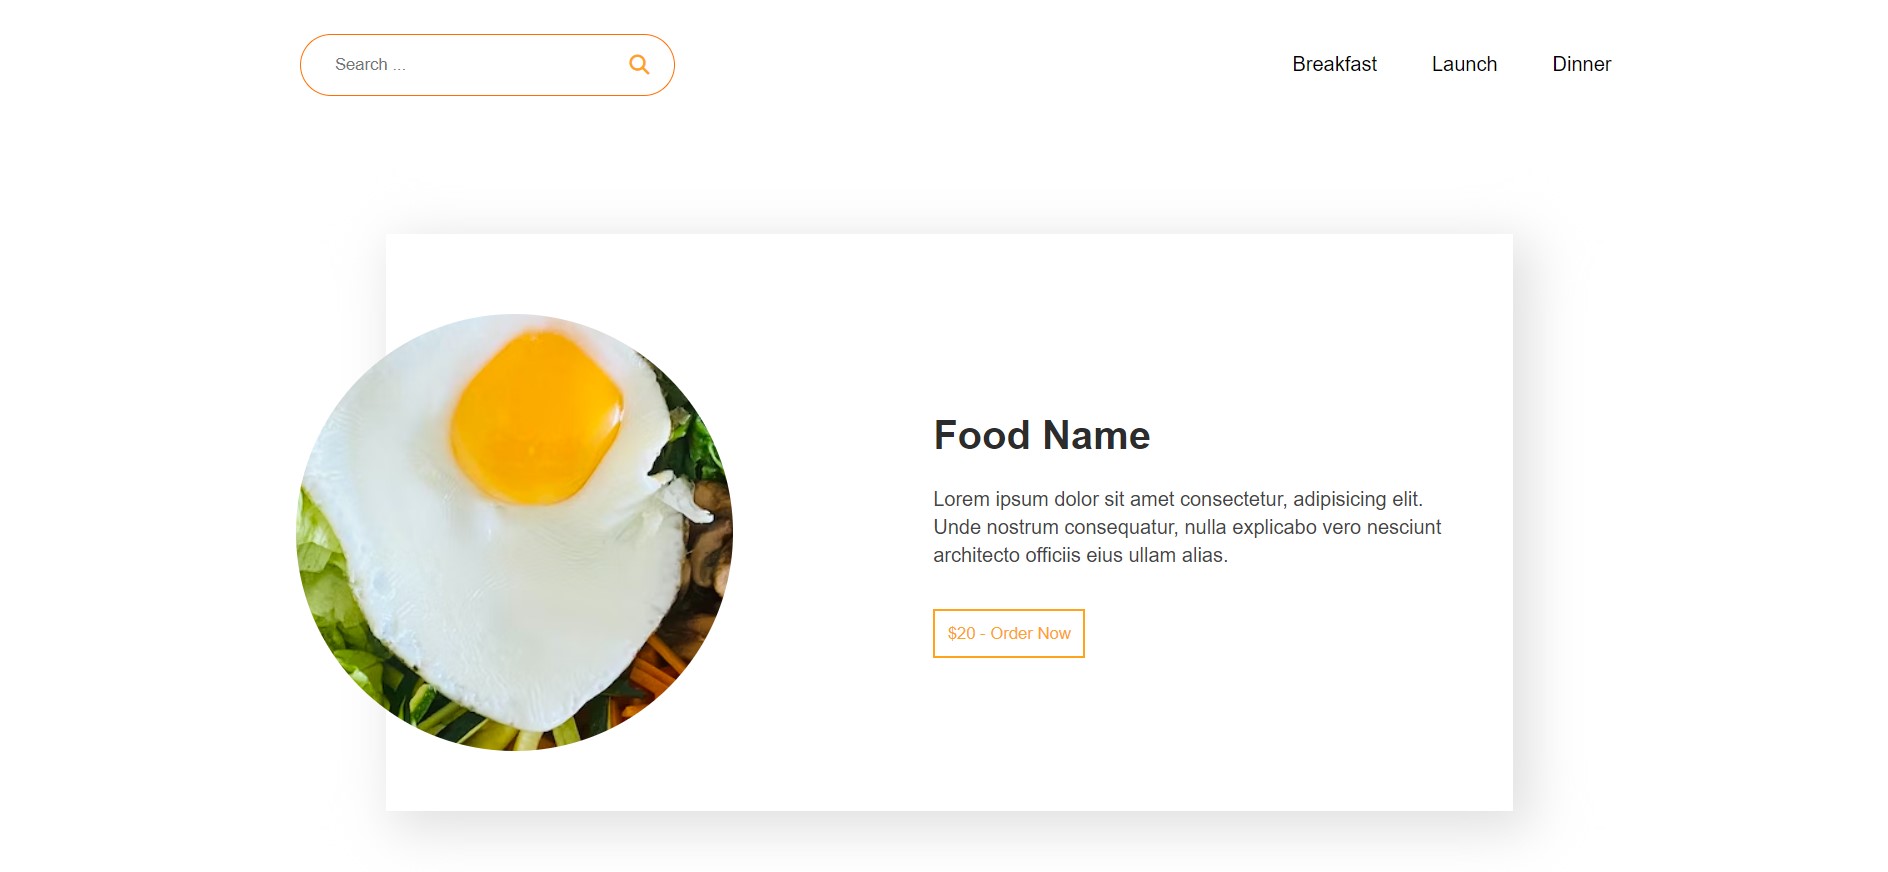 Search ...
Breakfast Launch Dinner
Food Name
Lorem ipsum dolor sit amet consectetur, adipisicing elit.
Unde nostrum consequatur, nulla explicabo vero nesciunt
architecto officiis eius ullam alias.
$20 - Order Now